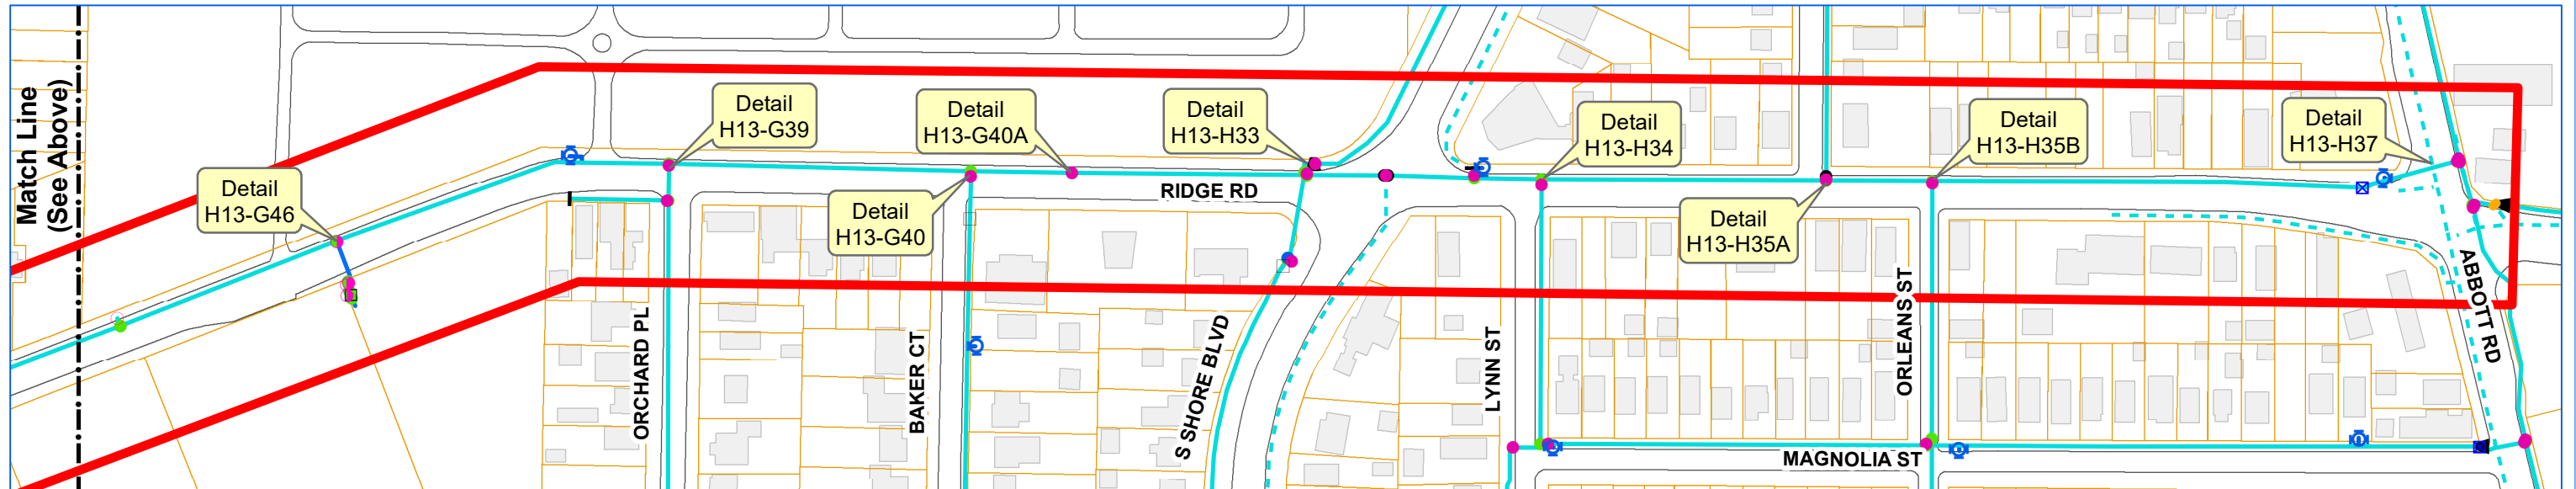 Match Line
(See Above)
Detail
H13-G46
Detail
H13-G39
Detail
H13-G40A
Detail
H13-G40
Detail
H13-H33
Detail
H13-H34
Detail
H13-H35A
Detail
H13-H35B
Detail
H13-H37
RIDGE RD
ORCHARD PL
BAKER CT
S SHORE BLVD
LYNN ST
ORLEANS ST
ABBOTT RD
MAGNOLIA ST